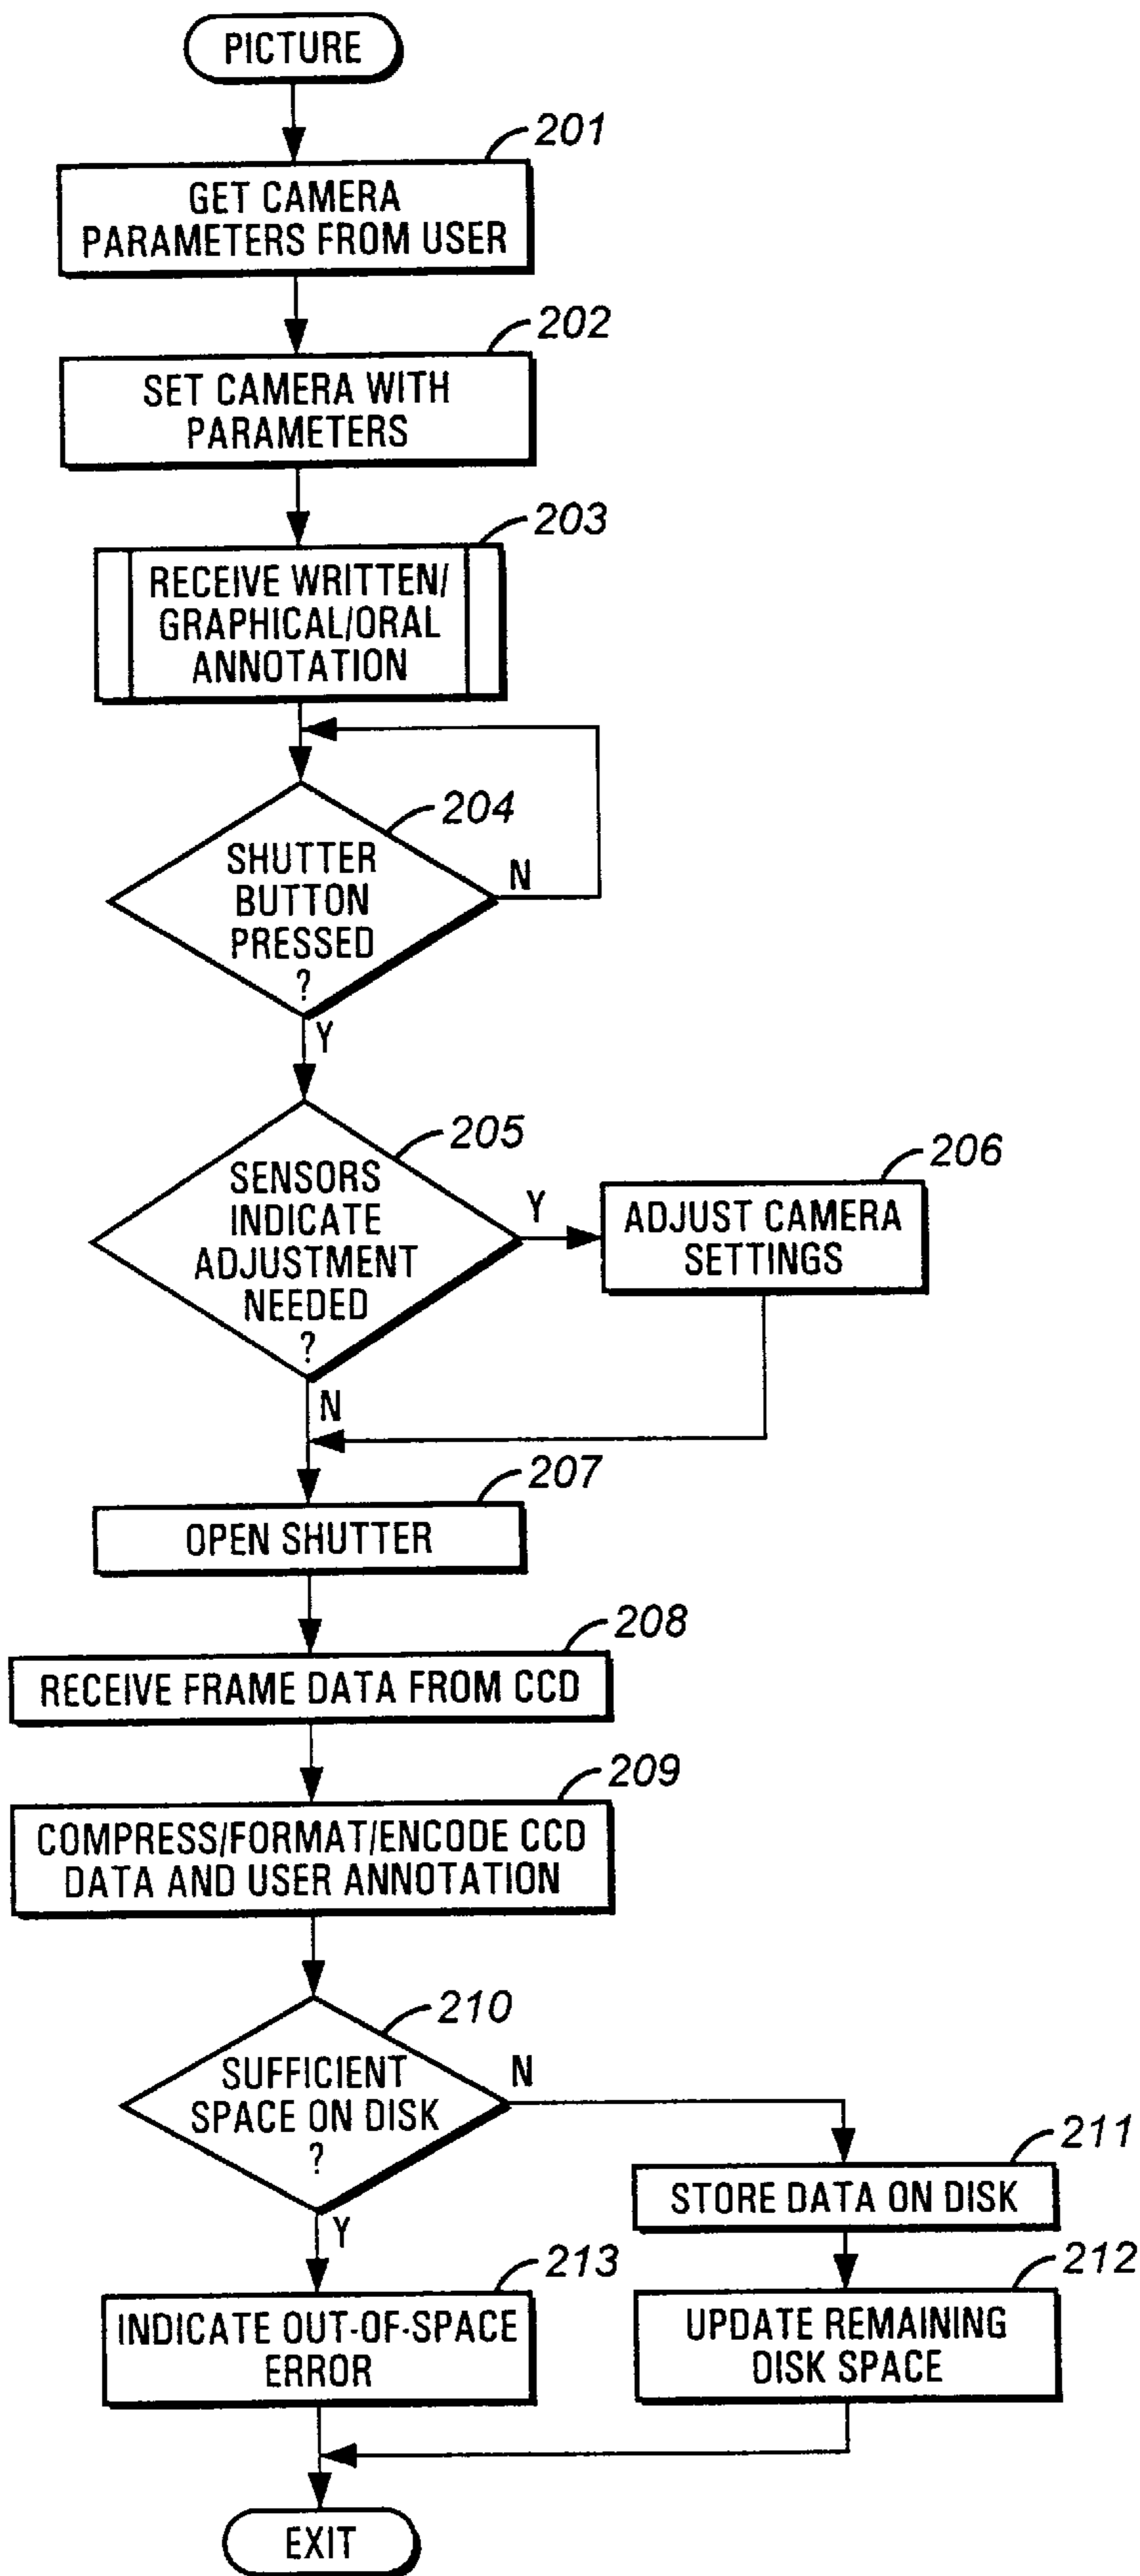 PICTURE
201
GET CAMERA
PARAMETERS FROM USER
202
SET CAMERA WITH
PARAMETERS
203
RECEIVE WRITTEN/
GRAPHICAL/ORAL
ANNOTATION
204
SHUTTER
BUTTON
PRESSED
?
N
Y
205
SENSORS
INDICATE
ADJUSTMENT
NEEDED
?
Y
206
ADJUST CAMERA
SETTINGS
N
207
OPEN SHUTTER
208
RECEIVE FRAME DATA FROM CCD
209
COMPRESS/FORMAT/ENCODE CCD
DATA AND USER ANNOTATION
210
SUFFICIENT
SPACE ON DISK
?
N
Y
211
STORE DATA ON DISK
213
INDICATE OUT-OF-SPACE
ERROR
212
UPDATE REMAINING
DISK SPACE
EXIT